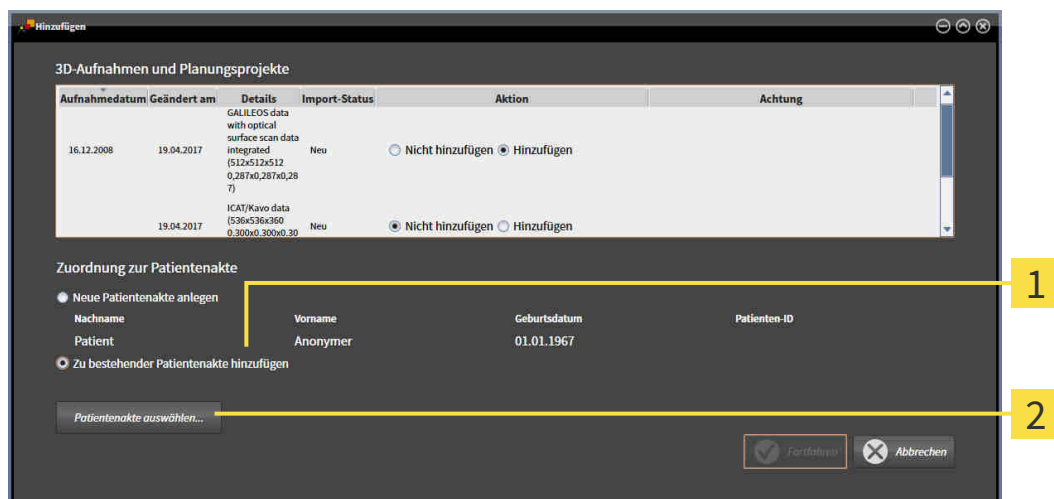 Hinzufügen
3D-Aufnahmen und Planungsprojekte
Aufnahmedatum Geändert am Details Import-Status Aktion Achtung
GALILEOS data
with optical
surface scan data
16.12.2008 19.04.2017 integrated Neu Nicht hinzufügen Hinzufügen
(512x512x512
0,287x0,287x0,28
7)
ICAT/Kavo data
19.04.2017 (536x536x360 Neu Nicht hinzufügen Hinzufügen
0.300x0.300x0.30
Zuordnung zur Patientenakte
1
Neue Patientenakte anlegen
Nachname Vorname Geburtsdatum Patienten-ID
Patient Anonymer 01.01.1967
Zu bestehender Patientenakte hinzufügen
Patientenakte auswählen...
2
Fortfahren Abbrechen